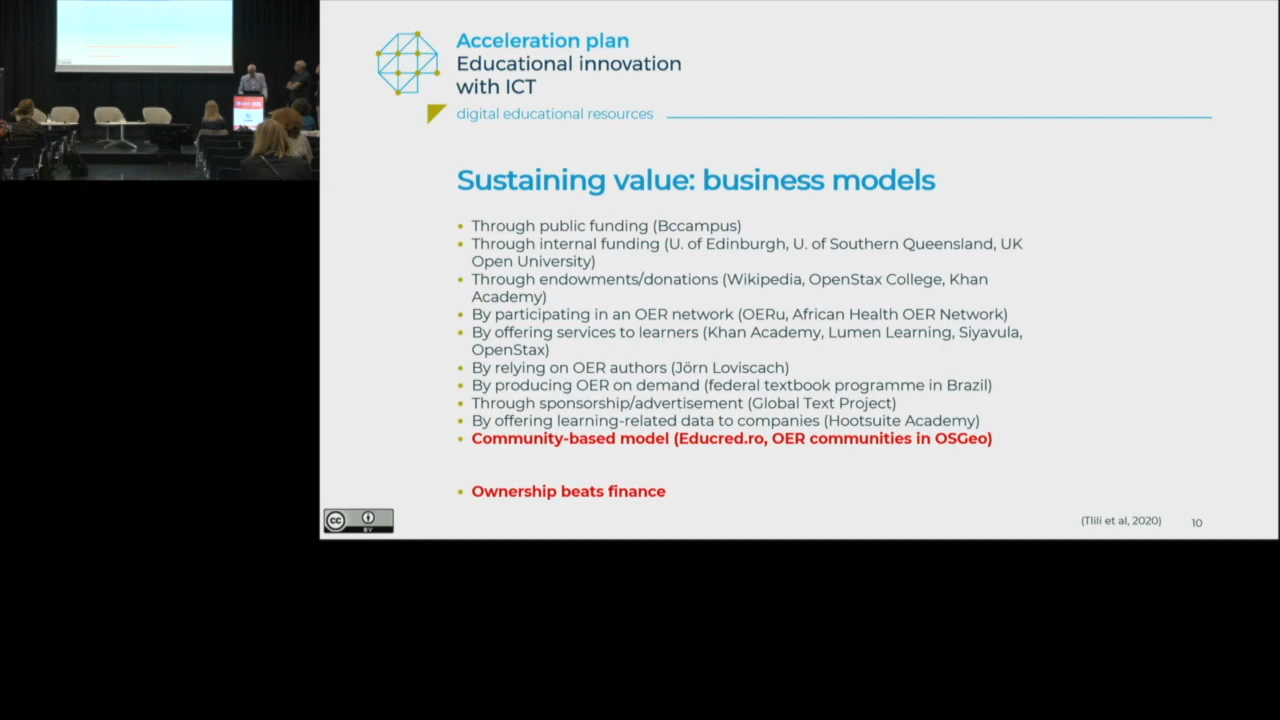 Acceleration plan
Educational innovation
with ICT
digital educational resources
Sustaining value: business models
• Through public funding (Bccampus)
• Through internal funding (U. of Edinburgh, U. of Southern Queensland, UK
Open University)
• Through endowments/donations (Wikipedia, OpenStax College, Khan
Academy)
• By participating in an OER network (OERu, African Health OER Network)
• By offering services to learners (Khan Academy, Lumen Learning, Siyavula,
OpenStax)
• By relying on OER authors (Jörn Loviscach)
• By producing OER on demand (federal textbook programme in Brazil)
• Through sponsorship/advertisement (Global Text Project)
• By offering learning-related data to companies (Hootsuite Academy)
• Community-based model (Educred.ro, OER communities in OSGeo)
• Ownership beats finance
cc
BY
(Tlili et al, 2020)
10